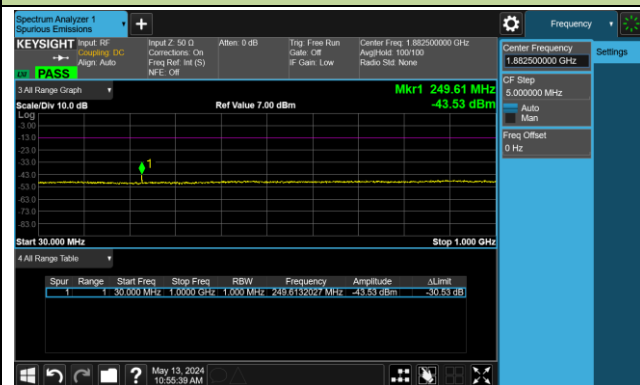 Spectrum Analyzer 1
Spurious Emissions
Frequency
KEYSIGHT
Input: RF
Coupling: DC
Align: Auto
Input Z: 50 Ω
Corrections: On
Freq Ref: Int (S)
NFE: Off
Atten: 0 dB
Trig: Free Run
Gate: Off
IF Gain: Low
Center Freq: 1.882500000 GHz
Avg|Hold: 100/100
Radio Std: None
PASS
Center Frequency
1.882500000 GHz
Settings
CF Step
5.000000 MHz
Auto
Man
Freq Offset
0 Hz
3 All Range Graph
Mkr1 249.61 MHz
Scale/Div 10.0 dB
Ref Value 7.00 dBm
-43.53 dBm
Log
-3.00
-13.0
-23.0
-33.0
-43.0
-53.0
-63.0
-73.0
-83.0
1
Start 30.000 MHz
Stop 1.000 GHz
4 All Range Table
Spur Range Start Freq Stop Freq RBW Frequency Amplitude ΔLimit
1 1 30.000 MHz 1.0000 GHz 1.000 MHz 249.6132027 MHz -43.53 dBm -30.53 dB
?
May 13, 2024
10:55:39 AM